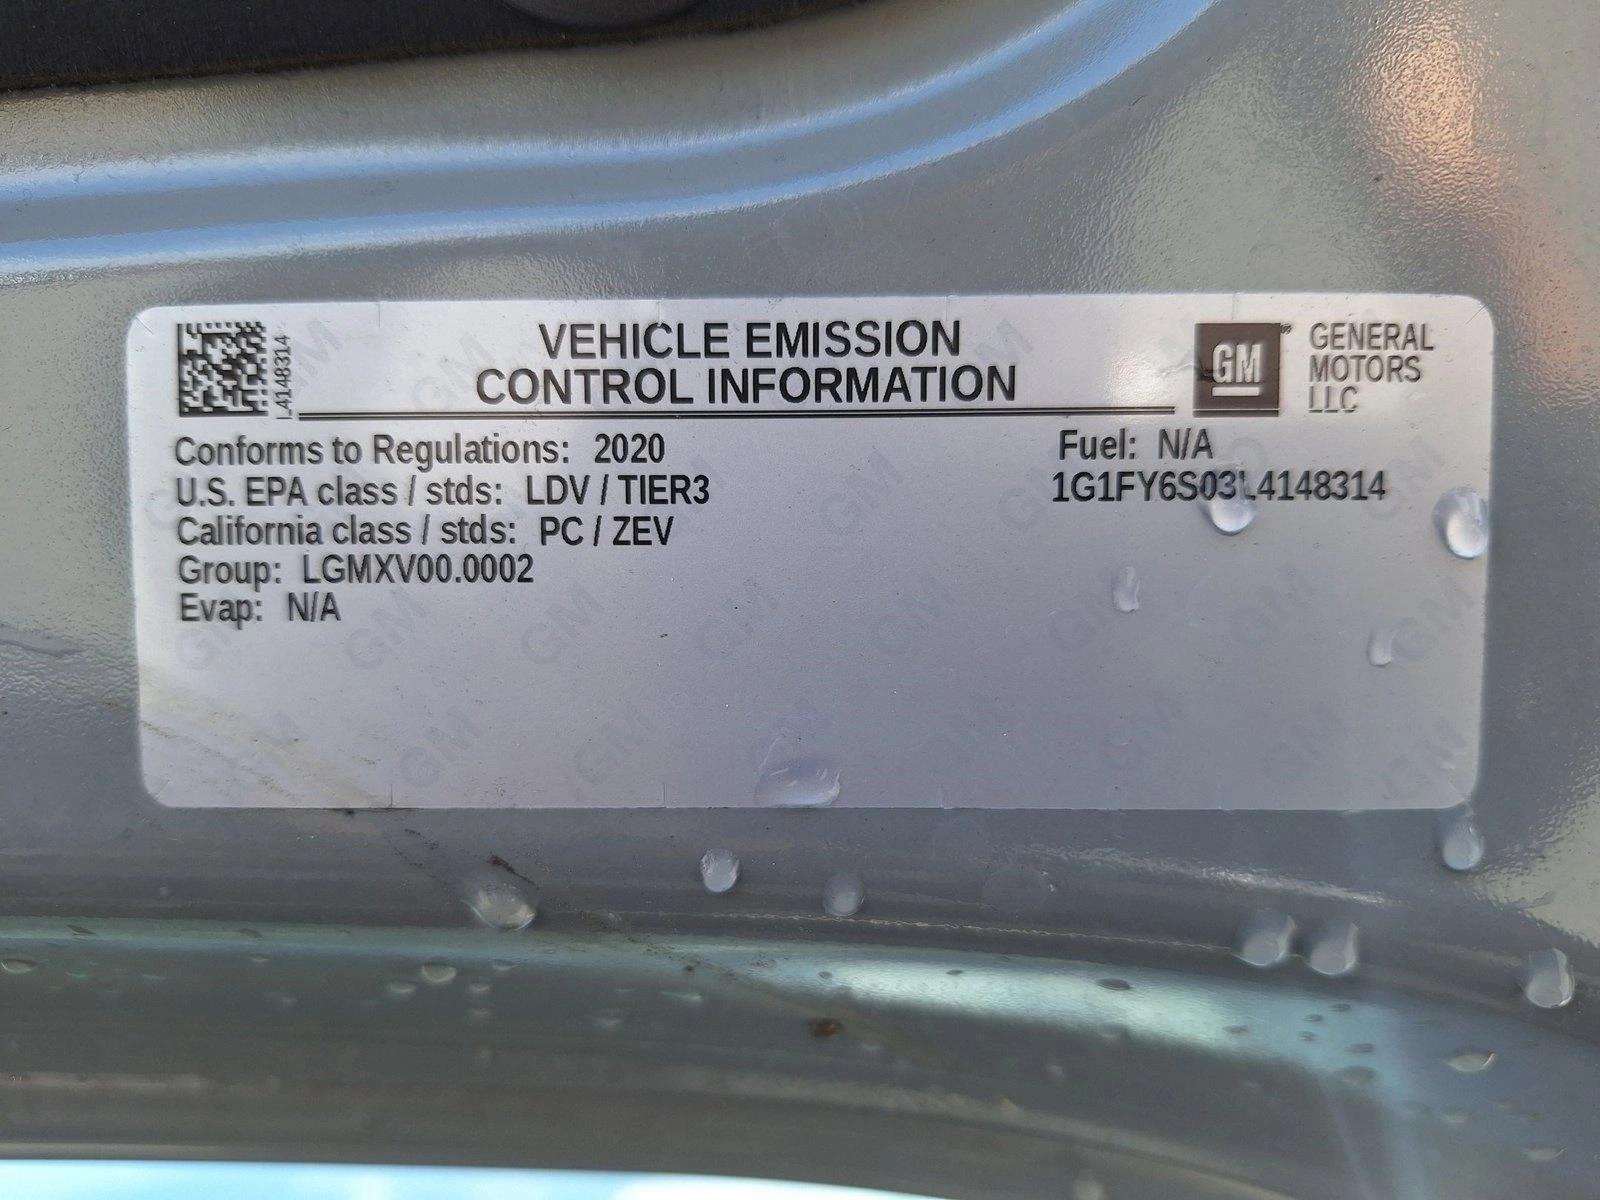 VEHICLE EMISSION
CONTROL INFORMATION
L4148314
GM
GENERAL
MOTORS
LLC
Conforms to Regulations: 2020
U.S. EPA class / stds: LDV / TIER3
California class / stds: PC / ZEV
Group: LGMXV00.0002
Evap: N/A
Fuel: N/A
1G1FY6S03L4148314